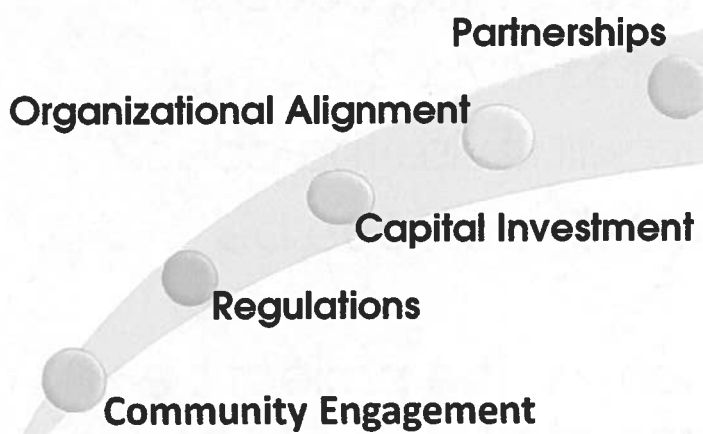 Partnerships
Organizational Alignment
Capital Investment
Regulations
Community Engagement